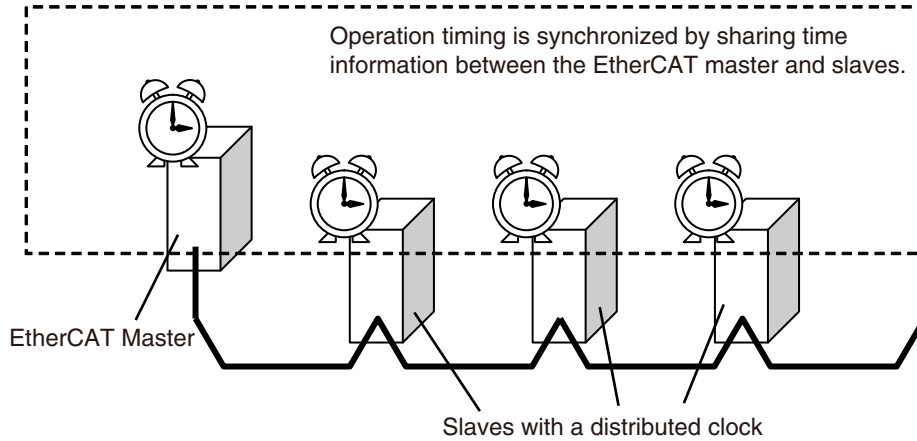 Operation timing is synchronized by sharing time
information between the EtherCAT master and slaves.
EtherCAT Master
Slaves with a distributed clock